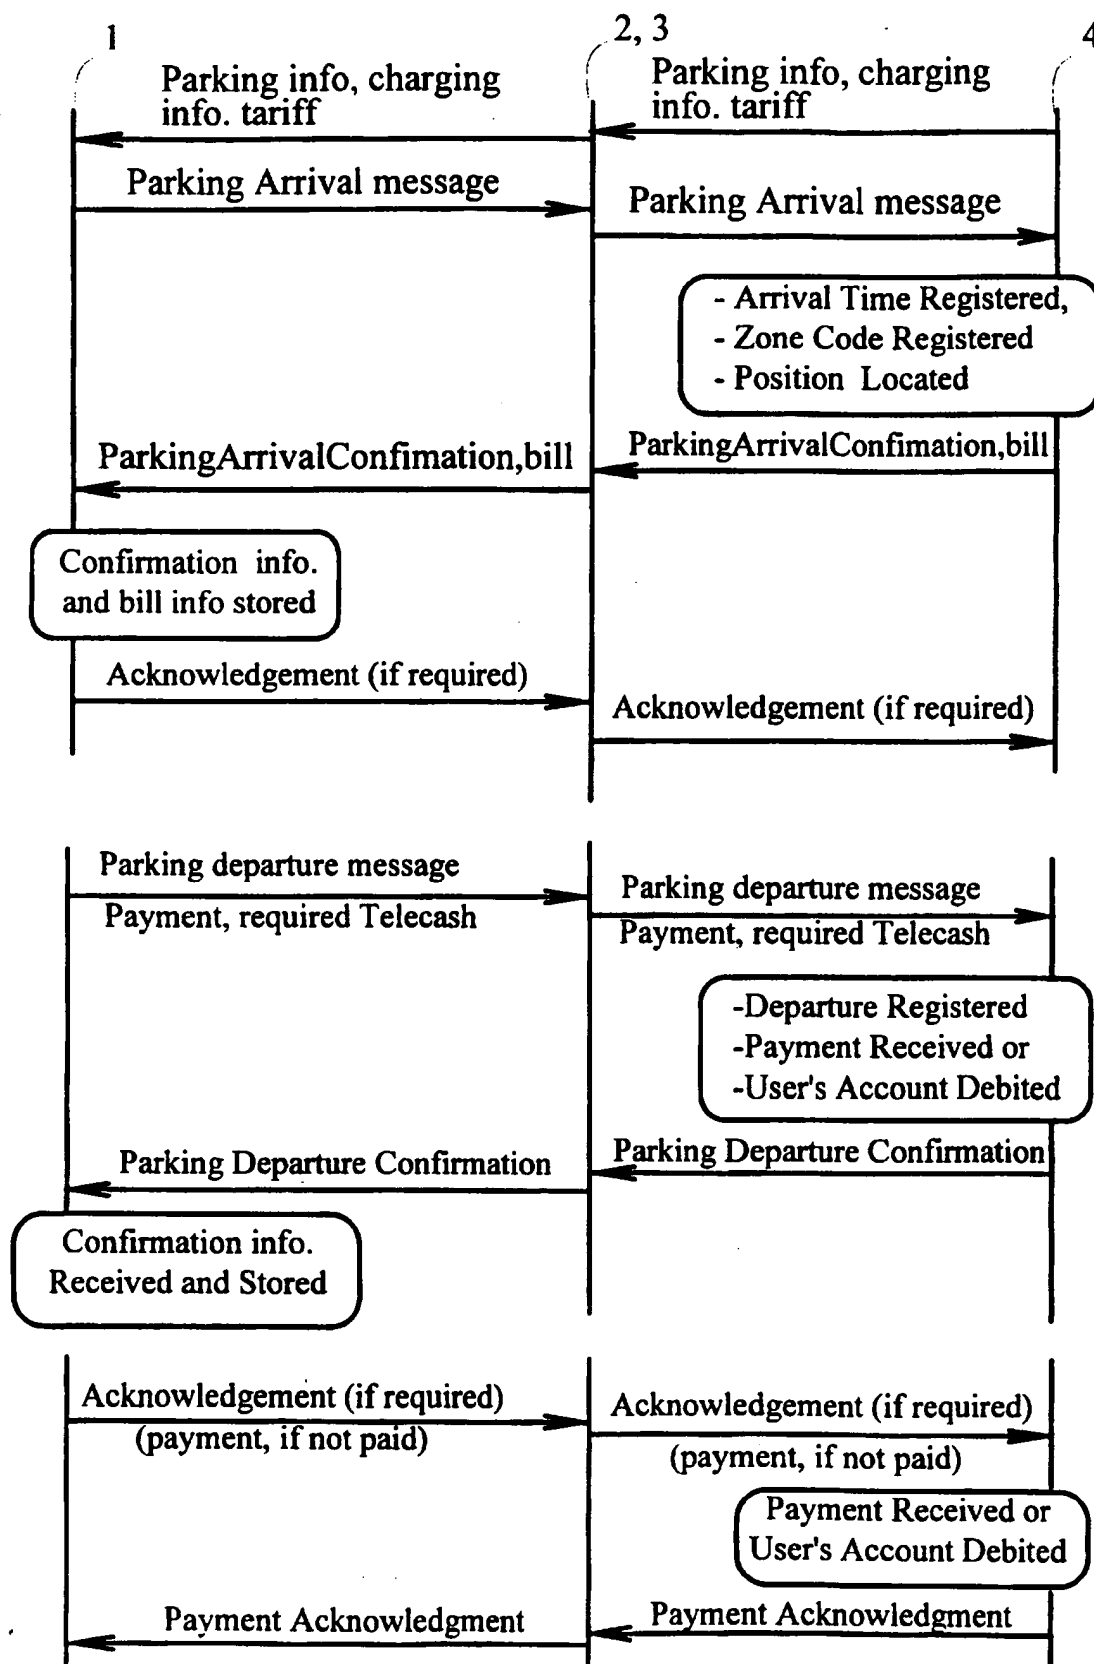 1
2, 3
4
Parking info, charging
info. tariff
Parking info, charging
info. tariff
Parking Arrival message
Parking Arrival message
- Arrival Time Registered,
- Zone Code Registered
- Position Located
ParkingArrivalConfimation,bill
ParkingArrivalConfimation,bill
Confirmation info.
and bill info stored
Acknowledgement (if required)
Acknowledgement (if required)
Parking departure message
Payment, required Telecash
Parking departure message
Payment, required Telecash
-Departure Registered
-Payment Received or
-User's Account Debited
Parking Departure Confirmation
Parking Departure Confirmation
Confirmation info.
Received and Stored
Acknowledgement (if required)
(payment, if not paid)
Acknowledgement (if required)
(payment, if not paid)
Payment Received or
User's Account Debited
Payment Acknowledgment
Payment Acknowledgment